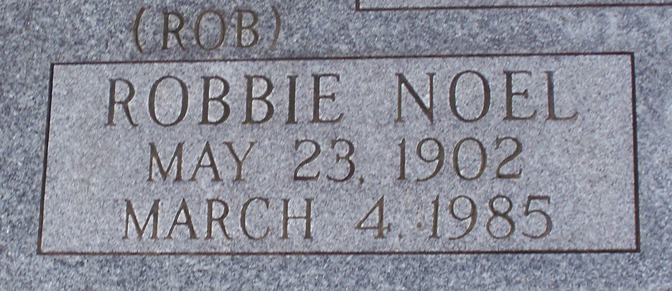 (ROB)
ROBBIE NOEL
MAY 23, 1902
MARCH 4, 1985